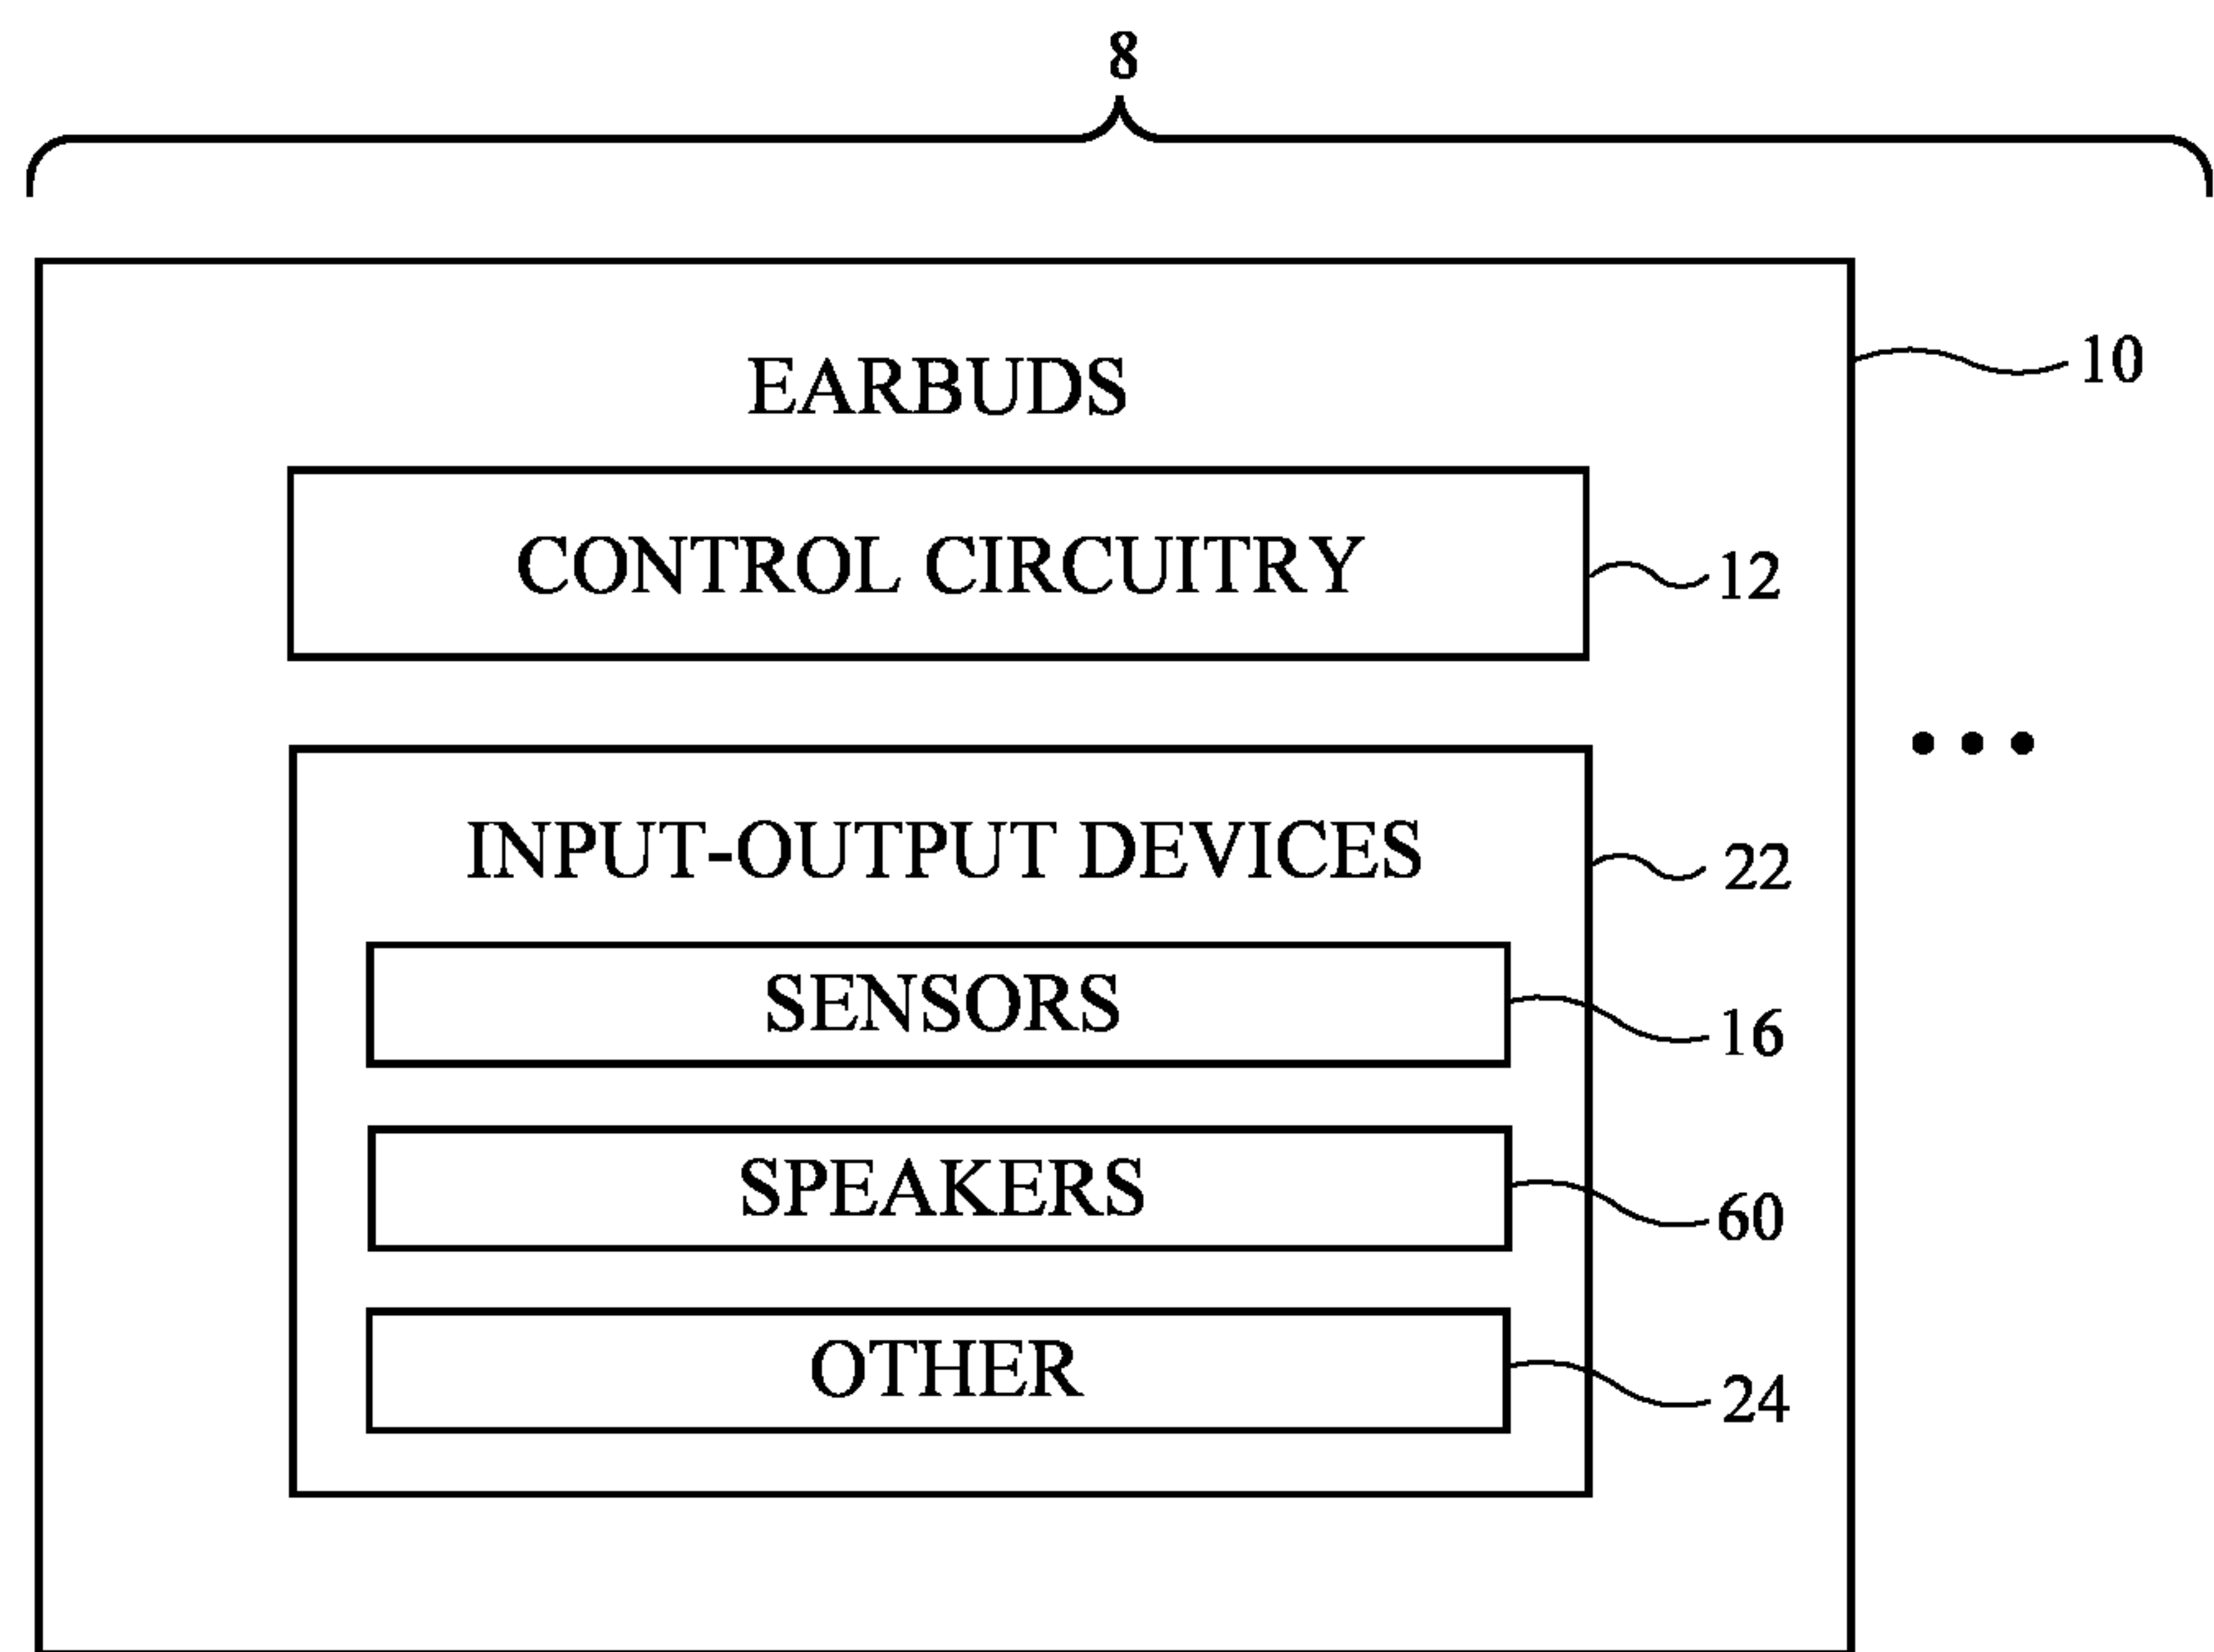 8
EARBUDS
10
CONTROL CIRCUITRY
12
INPUT-OUTPUT DEVICES
22
SENSORS
16
SPEAKERS
60
OTHER
24